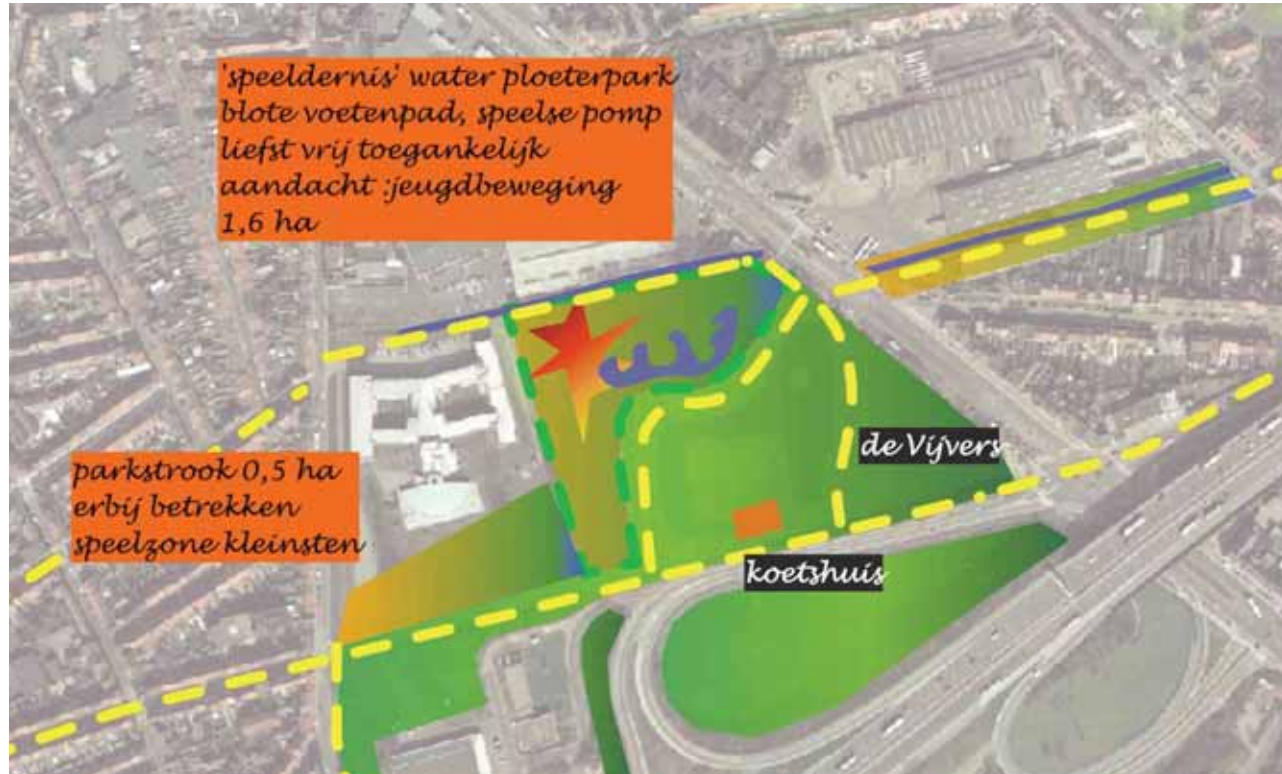 'speeldernis' water ploeterpark
blote voetenpad, speelse pomp
liefst vrij toegankelijk
aandacht :jeugdbeweging
1,6 ha
parkstrook 0,5 ha
erbij betrekken
speelzone kleinsten
de Vijvers
koetshuis